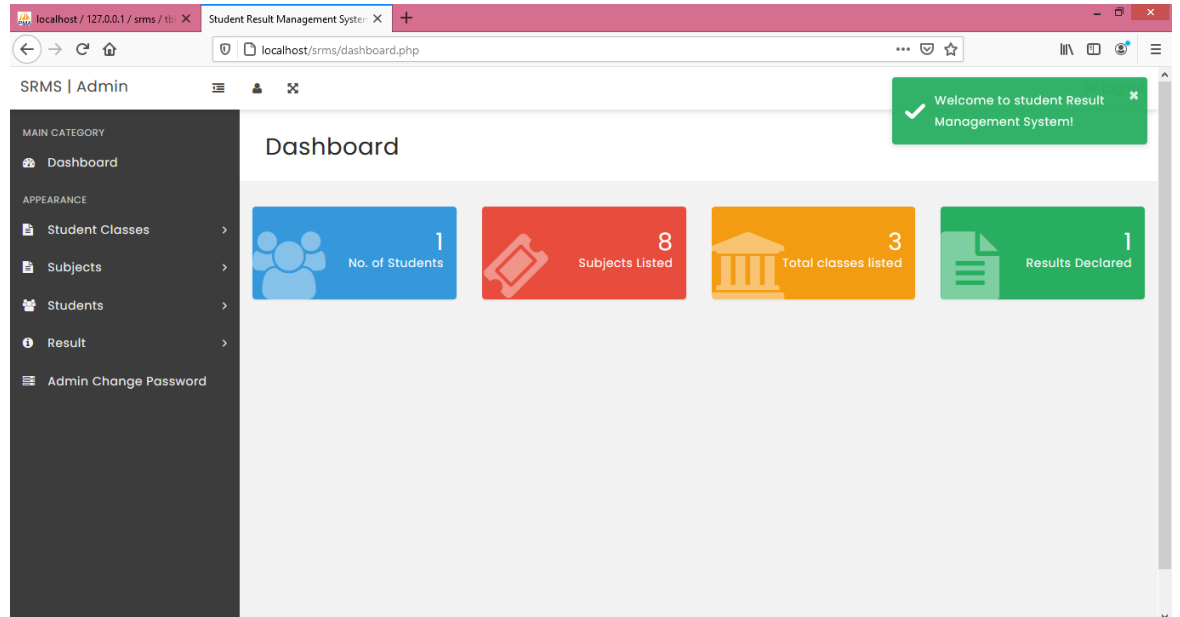 localhost / 127.0.0.1 / srms / tbl
Student Result Management System
localhost/srms/dashboard.php
SRMS | Admin
Welcome to student Result
Management System!
MAIN CATEGORY
Dashboard
APPEARANCE
Student Classes
Subjects
Students
Result
Admin Change Password
Dashboard
1
No. of Students
8
Subjects Listed
3
Total classes listed
1
Results Declared